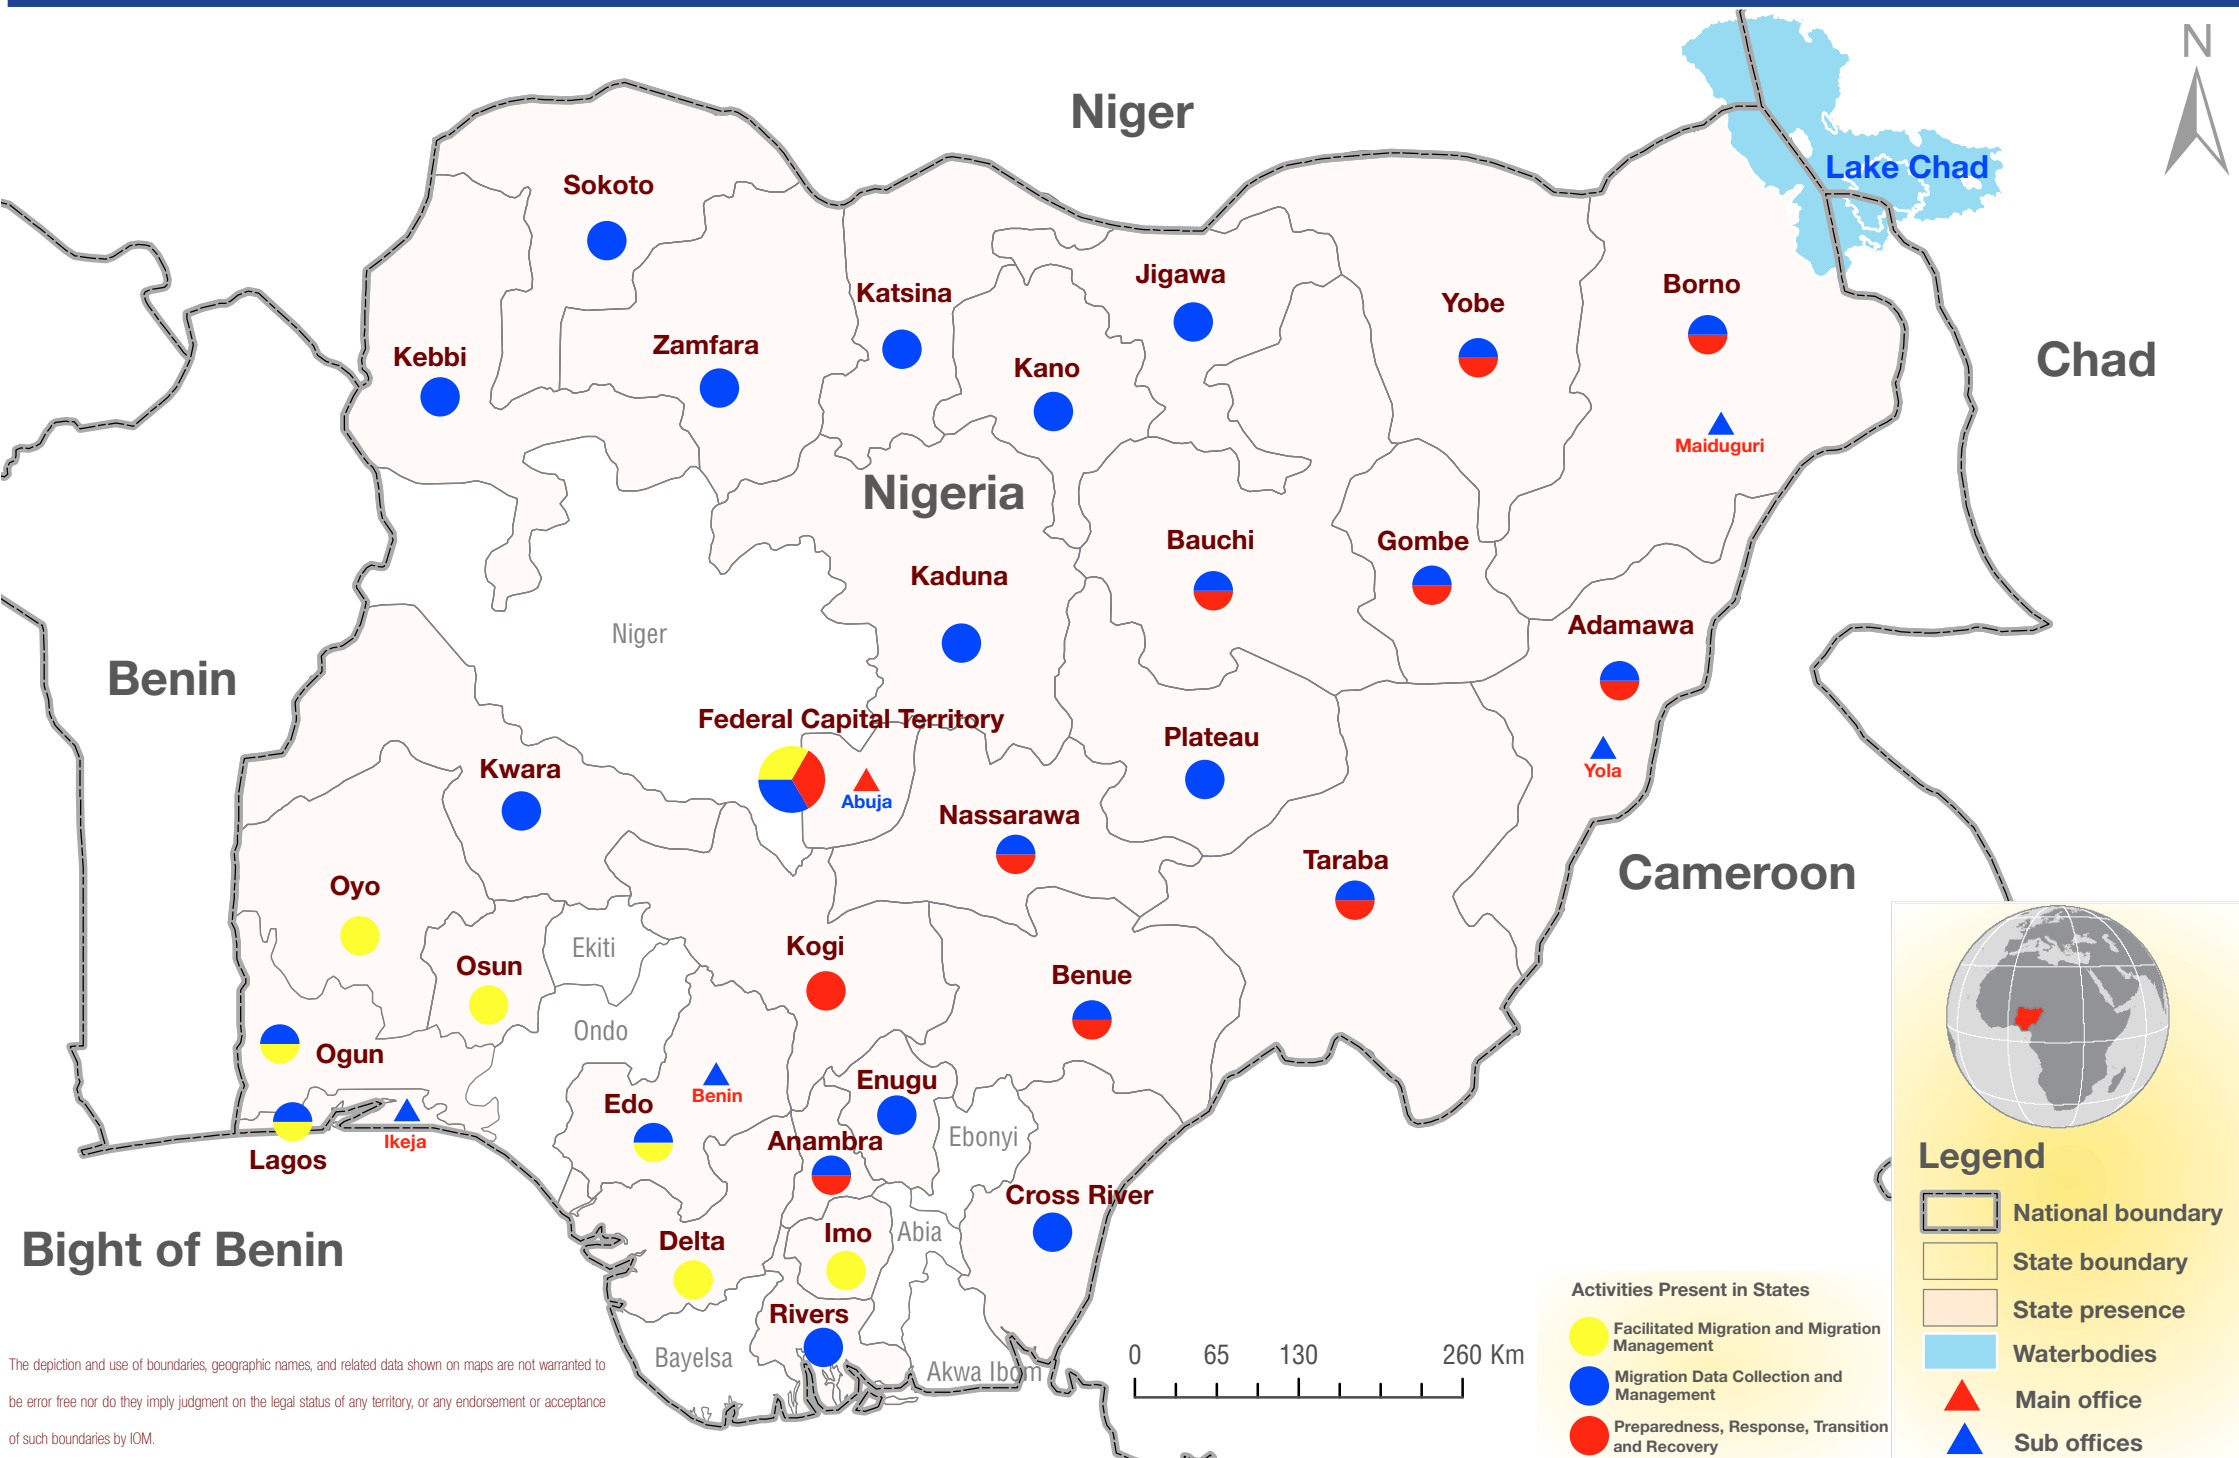 N
Niger
Lake Chad
Sokoto
Katsina
Jigawa
Yobe
Borno
Zamfara
Kebbi
Kano
Chad
Maiduguri
Nigeria
Bauchi
Gombe
Kaduna
Niger
Adamawa
Benin
Federal Capital Territory
Plateau
Kwara
Yola
Abuja
Nassarawa
Taraba
Cameroon
Oyo
Ekiti
Kogi
Osun
Benue
Ondo
Ogun
Enugu
Benin
Edo
Ikeja
Anambra
Ebonyi
Lagos
Cross River
Imo
Abia
Delta
Bight of Benin
Rivers
Bayelsa
Akwa Ibom
0 65 130 260 Km
The depiction and use of boundaries, geographic names, and related data shown on maps are not warranted to
be error free nor do they imply judgment on the legal status of any territory, or any endorsement or acceptance
of such boundaries by IOM.
Activities Present in States
Facilitated Migration and Migration
Management
Migration Data Collection and
Management
Preparedness, Response, Transition
and Recovery
Legend
National boundary
State boundary
State presence
Waterbodies
Main office
Sub offices